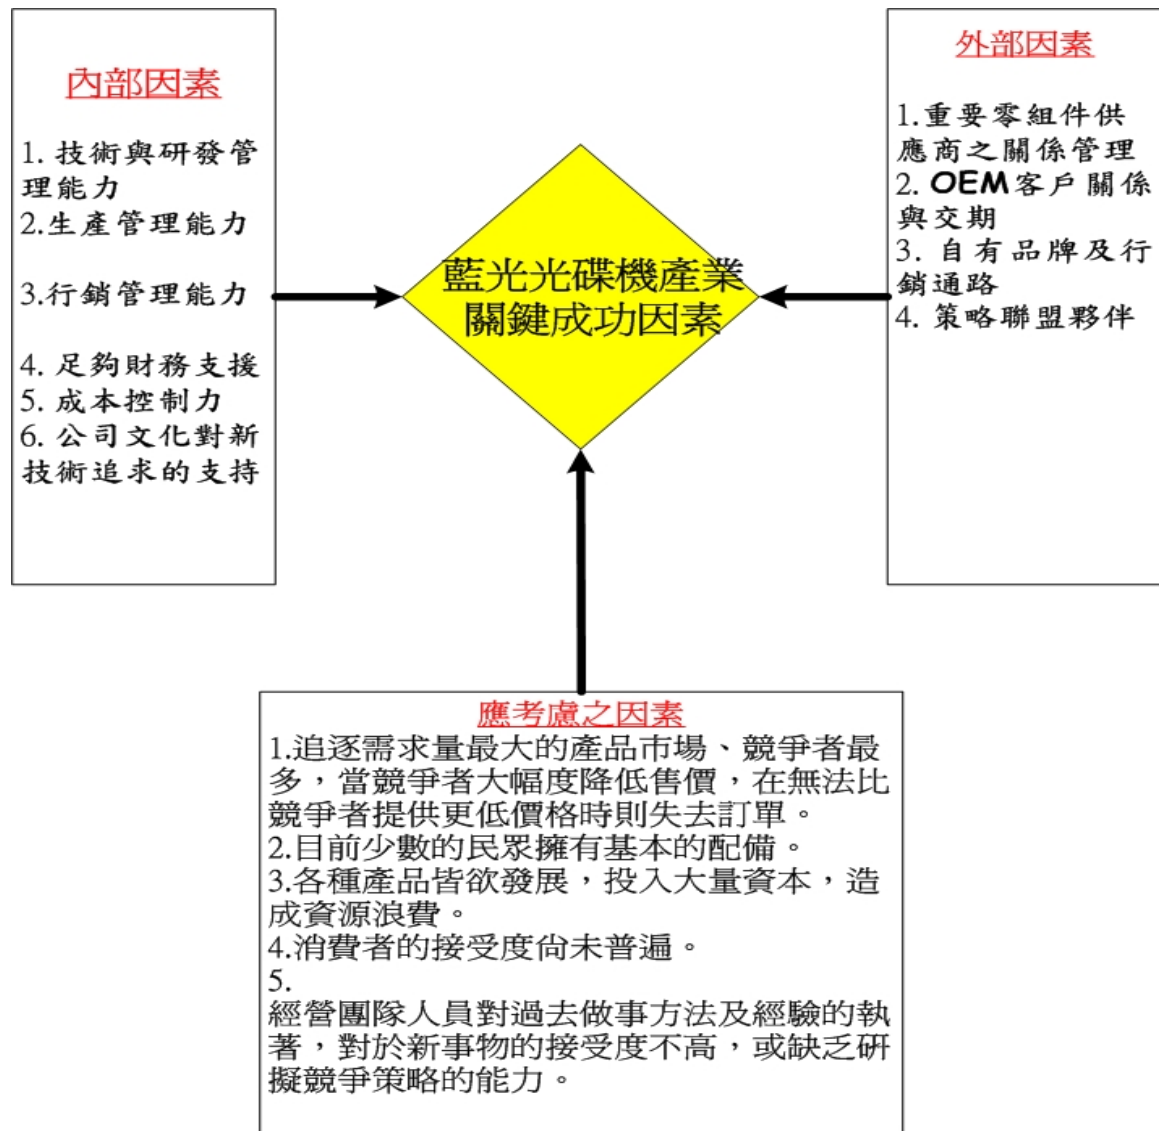 內部因素
1. 技術與研發管
理能力
2.生產管理能力
3.行銷管理能力
4. 足夠財務支援
5. 成本控制力
6. 公司文化對新
技術追求的支持
藍光光碟機產業
關鍵成功因素
外部因素
1.重要零組件供
應商之關係管理
2. OEM客戶關係
與交期
3. 自有品牌及行
銷通路
4. 策略聯盟夥伴
應考慮之因素
1.追逐需求量最大的產品市場、競爭者最
多，當競爭者大幅度降低售價，在無法比
競爭者提供更低價格時則失去訂單。
2.目前少數的民眾擁有基本的配備。
3.各種產品皆欲發展，投入大量資本，造
成資源浪費。
4.消費者的接受度尚未普遍。
5.
經營團隊人員對過去做事方法及經驗的執
著，對於新事物的接受度不高，或缺乏研
擬競爭策略的能力。